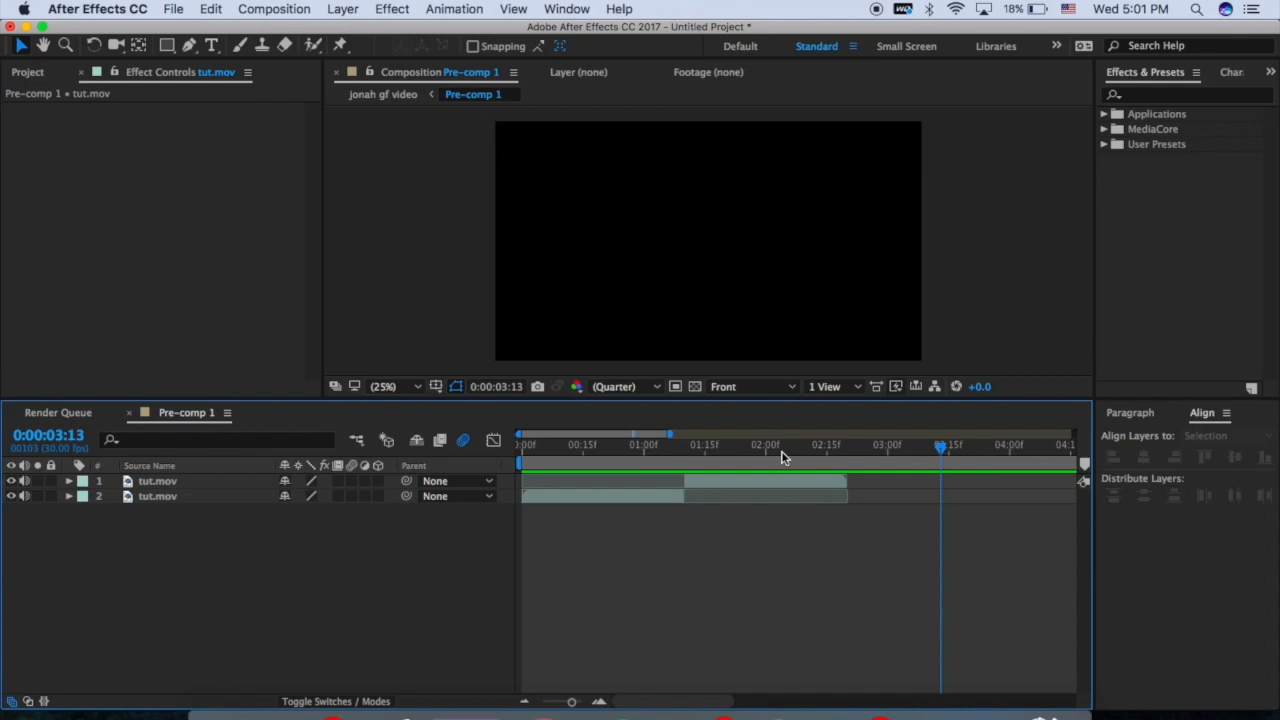 After Effects CC File Edit Composition Layer Effect Animation View Window Help 18% Wed 5:01 PM
Adobe After Effects CC 2017 - Untitled Project *
Snapping Default Standard Small Screen Libraries Search Help
Project Effect Controls tut.mov Composition Pre-comp 1 Layer (none) Footage (none) Effects & Presets Char
Pre-comp 1 • tut.mov jonah gf video Pre-comp 1
Applications
MediaCore
User Presets
(25%) 0:00:03:13 (Quarter) Front 1 View +0.0
Render Queue Pre-comp 1 Paragraph Align
0:00:03:13 Align Layers to: Selection
00103 (30.00 fps)
:00f 00:15f 01:00f 01:15f 02:00f 02:15f 03:00f 03:15f 04:00f 04:1
# Source Name Parent
1 tut.mov None Distribute Layers:
2 tut.mov None
Toggle Switches / Modes